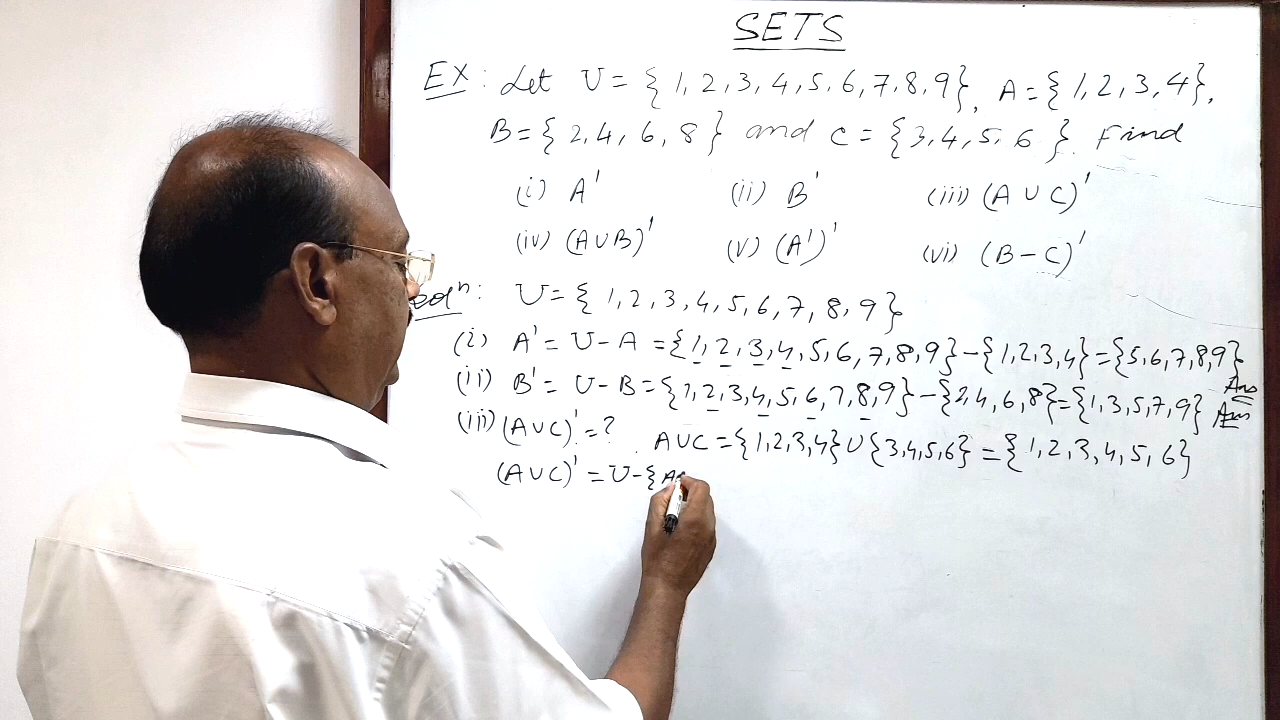 SETS
EX: Let U = {1, 2, 3, 4, 5, 6, 7, 8, 9}, A = {1, 2, 3, 4},
B = {2, 4, 6, 8} and C = {3, 4, 5, 6}. Find
(i) A' (ii) B' (iii) (A ∪ C)'
(iv) (A∪B)' (v) (A')' (vi) (B - C)'
U = {1, 2, 3, 4, 5, 6, 7, 8, 9}
(i) A' = U - A = {1, 2, 3, 4, 5, 6, 7, 8, 9} - {1, 2, 3, 4} = {5, 6, 7, 8, 9} Ans
(ii) B' = U - B = {1, 2, 3, 4, 5, 6, 7, 8, 9} - {2, 4, 6, 8} = {1, 3, 5, 7, 9} Ans
(iii) (A∪C)' = ? A∪C = {1, 2, 3, 4} ∪ {3, 4, 5, 6} = {1, 2, 3, 4, 5, 6}
(A∪C)' = U - {A